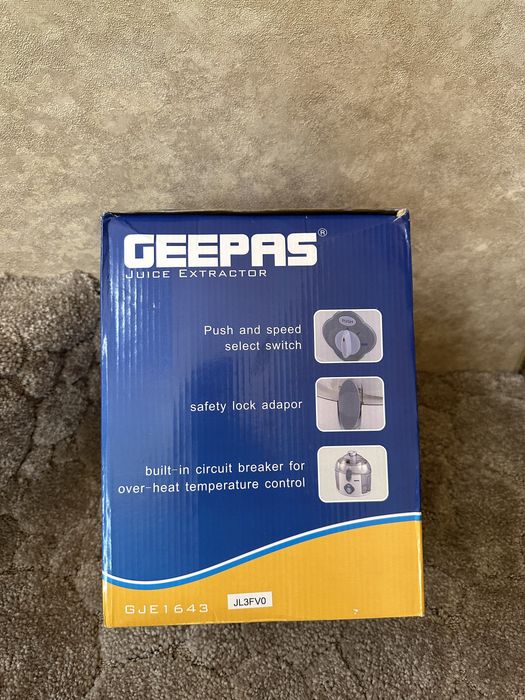 GEEPAS®
JUICE EXTRACTOR
Push and speed
select switch
PUSH
safety lock adapor
built-in circuit breaker for
over-heat temperature control
GJE1643
JL3FV0